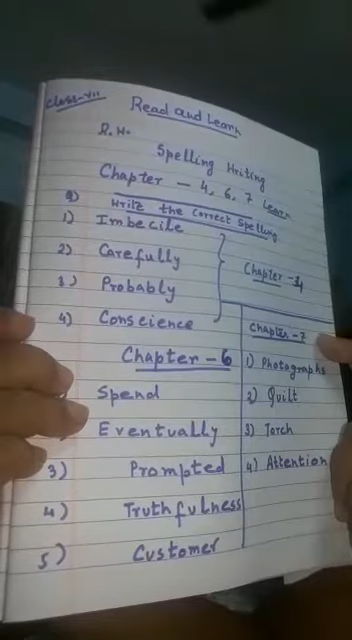 Class-VII
Read and Learn
R.H.
Spelling Writing
Chapter - 4, 6, 7 Learn
Q) Write the Correct Spelling
1) Imbecile
2) Carefully
3) Probably
4) Conscience
Chapter-4
Chapter-6
Spend
Eventually
3) Prompted
4) Truthfulness
5) Customer
Chapter-7
1) Photographs
2) Quilt
3) Torch
4) Attention